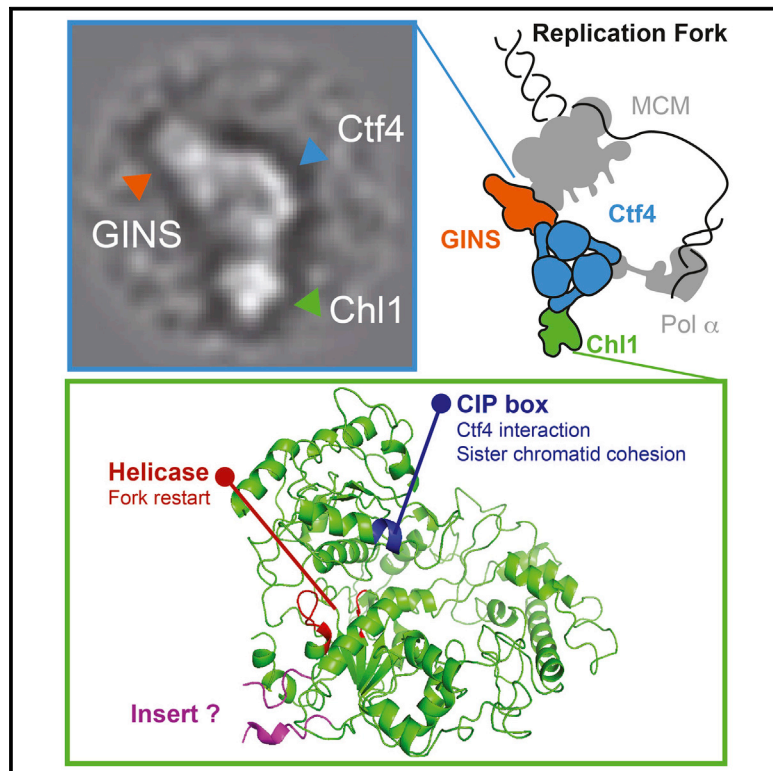 Replication Fork
MCM
Ctf4
GINS
Chl1
Ctf4
GINS
Pol α
Chl1
CIP box
Ctf4 interaction
Sister chromatid cohesion
Helicase
Fork restart
Insert ?